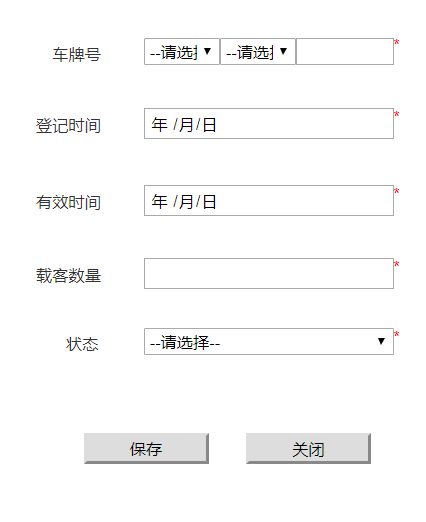 车牌号 --请选 --请选 *
登记时间 年 /月/日 *
有效时间 年 /月/日 *
载客数量 *
状态 --请选择-- *
保存 关闭